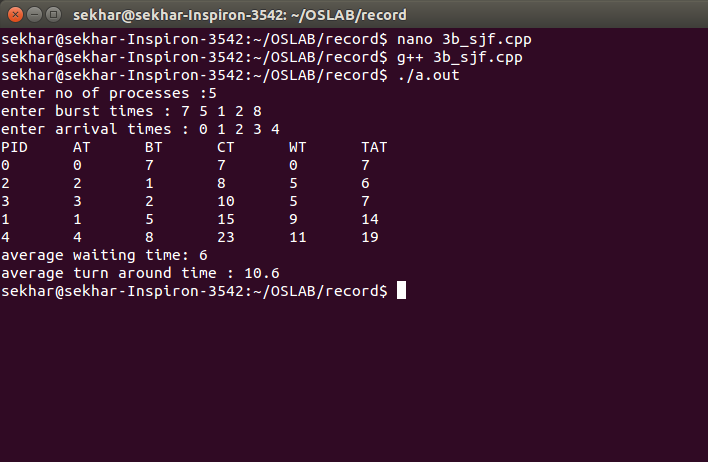 sekhar@sekhar-Inspiron-3542: ~/OSLAB/record
sekhar@sekhar-Inspiron-3542:~/OSLAB/record$ nano 3b_sjf.cpp
sekhar@sekhar-Inspiron-3542:~/OSLAB/record$ g++ 3b_sjf.cpp
sekhar@sekhar-Inspiron-3542:~/OSLAB/record$ ./a.out
enter no of processes :5
enter burst times : 7 5 1 2 8
enter arrival times : 0 1 2 3 4
PID     AT      BT      CT      WT      TAT
0       0       7       7       0       7
2       2       1       8       5       6
3       3       2       10      5       7
1       1       5       15      9       14
4       4       8       23      11      19
average waiting time: 6
average turn around time : 10.6
sekhar@sekhar-Inspiron-3542:~/OSLAB/record$